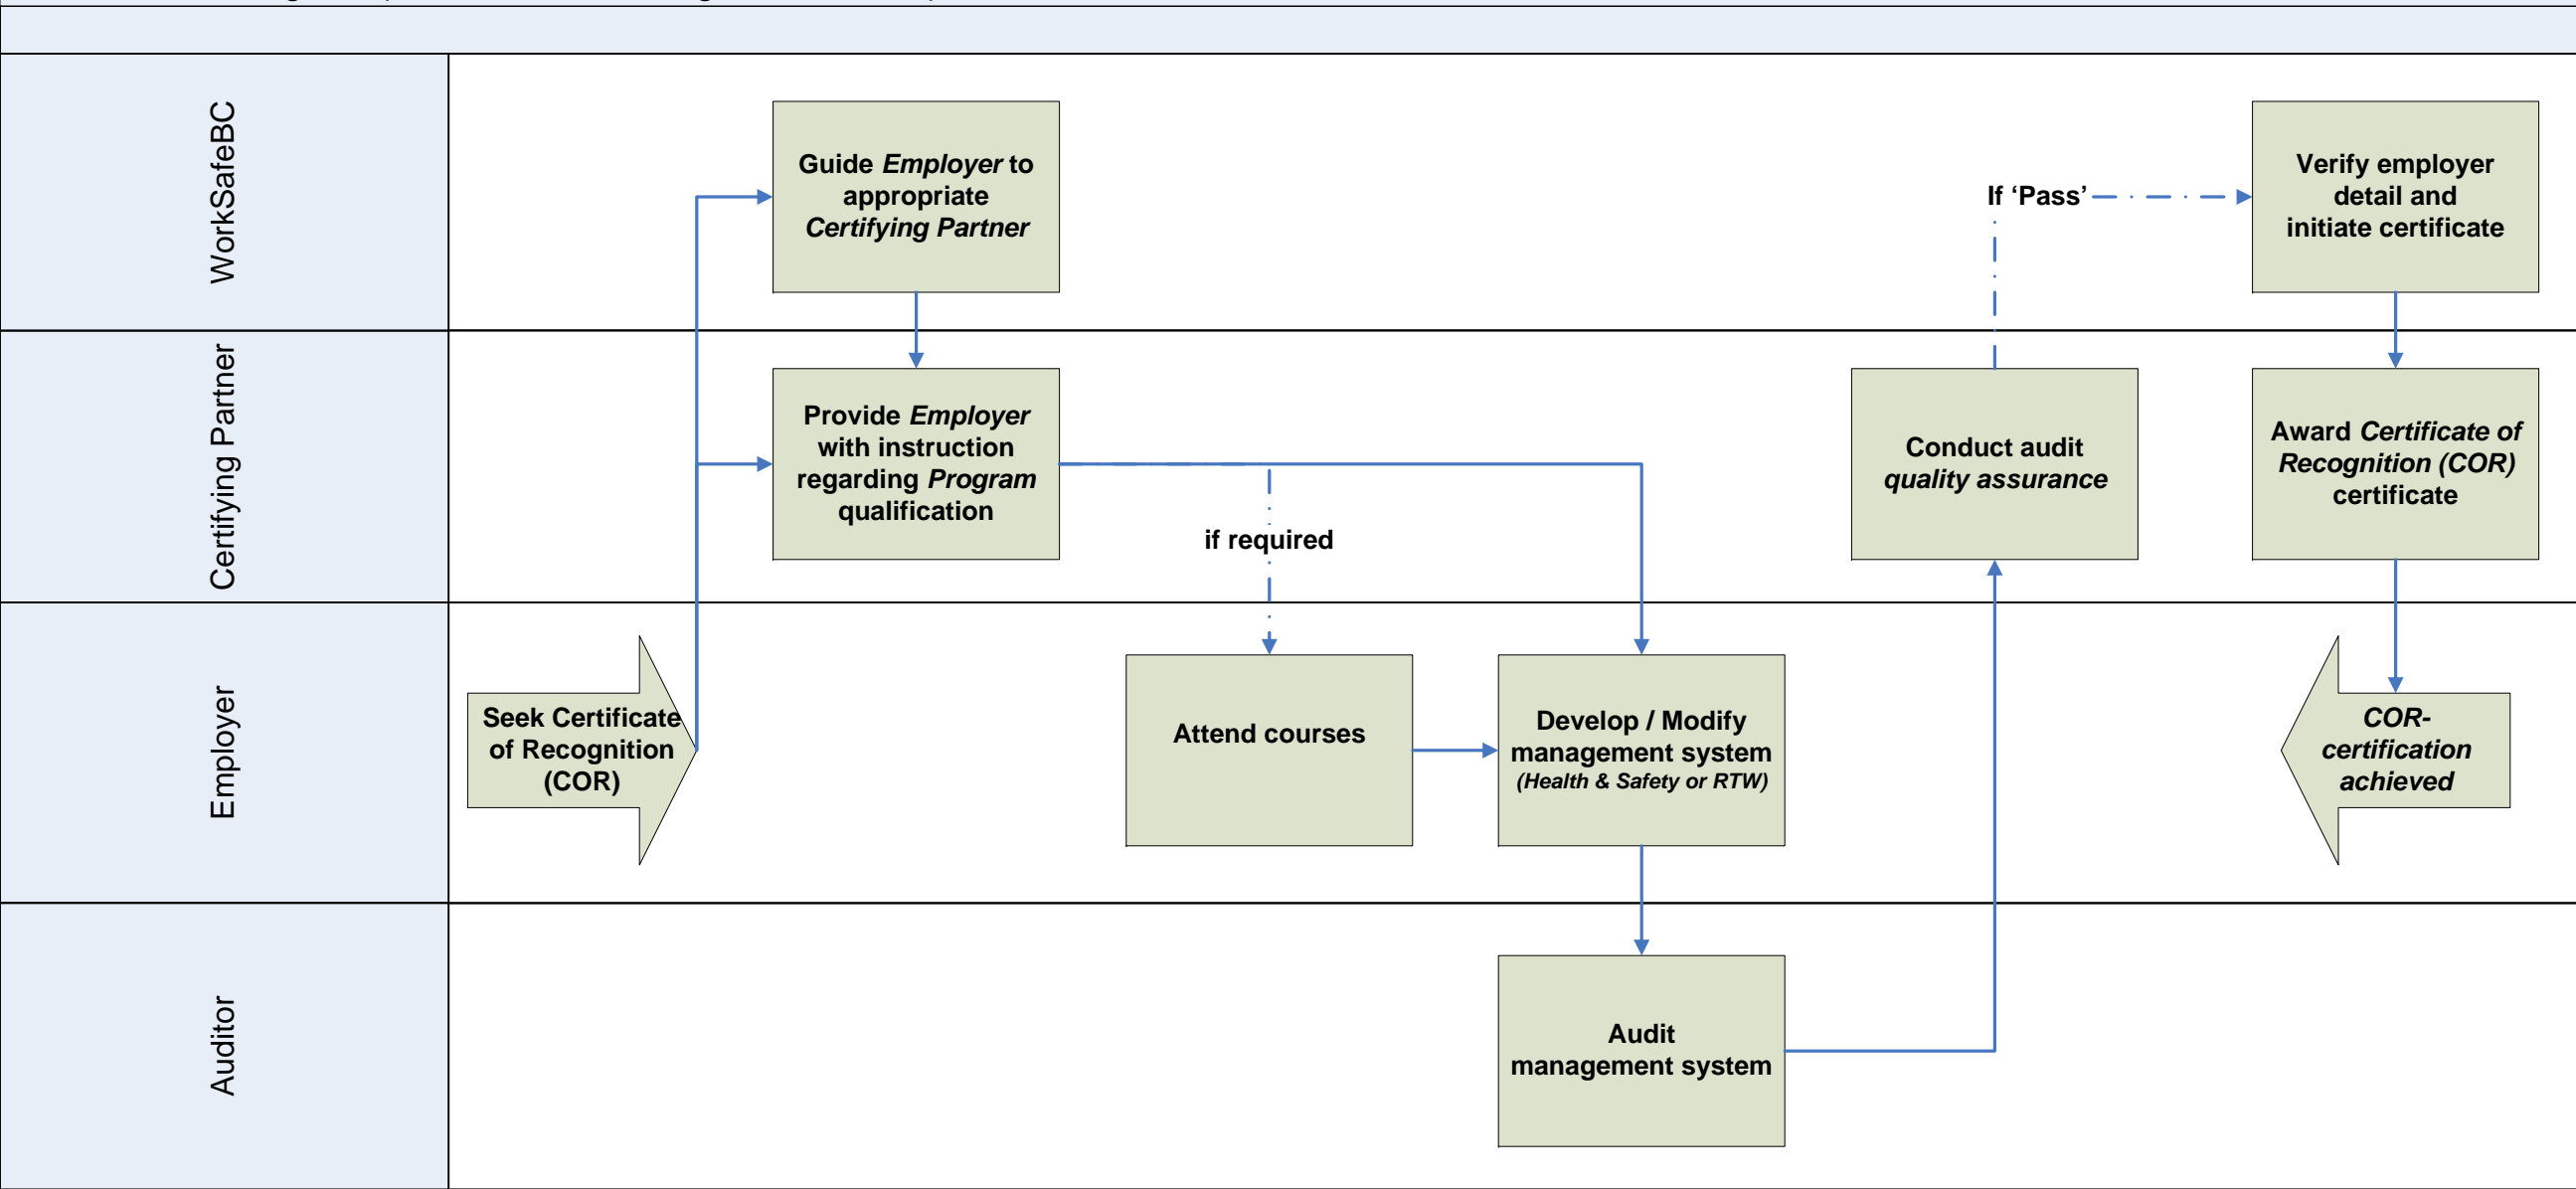 WorkSafeBC
Guide Employer to
appropriate
Certifying Partner
If ‘Pass’
Verify employer
detail and
initiate certificate
Certifying Partner
Provide Employer
with instruction
regarding Program
qualification
if required
Conduct audit
quality assurance
Award Certificate of
Recognition (COR)
certificate
Employer
Seek Certificate
of Recognition
(COR)
Attend courses
Develop / Modify
management system
(Health & Safety or RTW)
COR-
certification
achieved
Auditor
Audit
management system